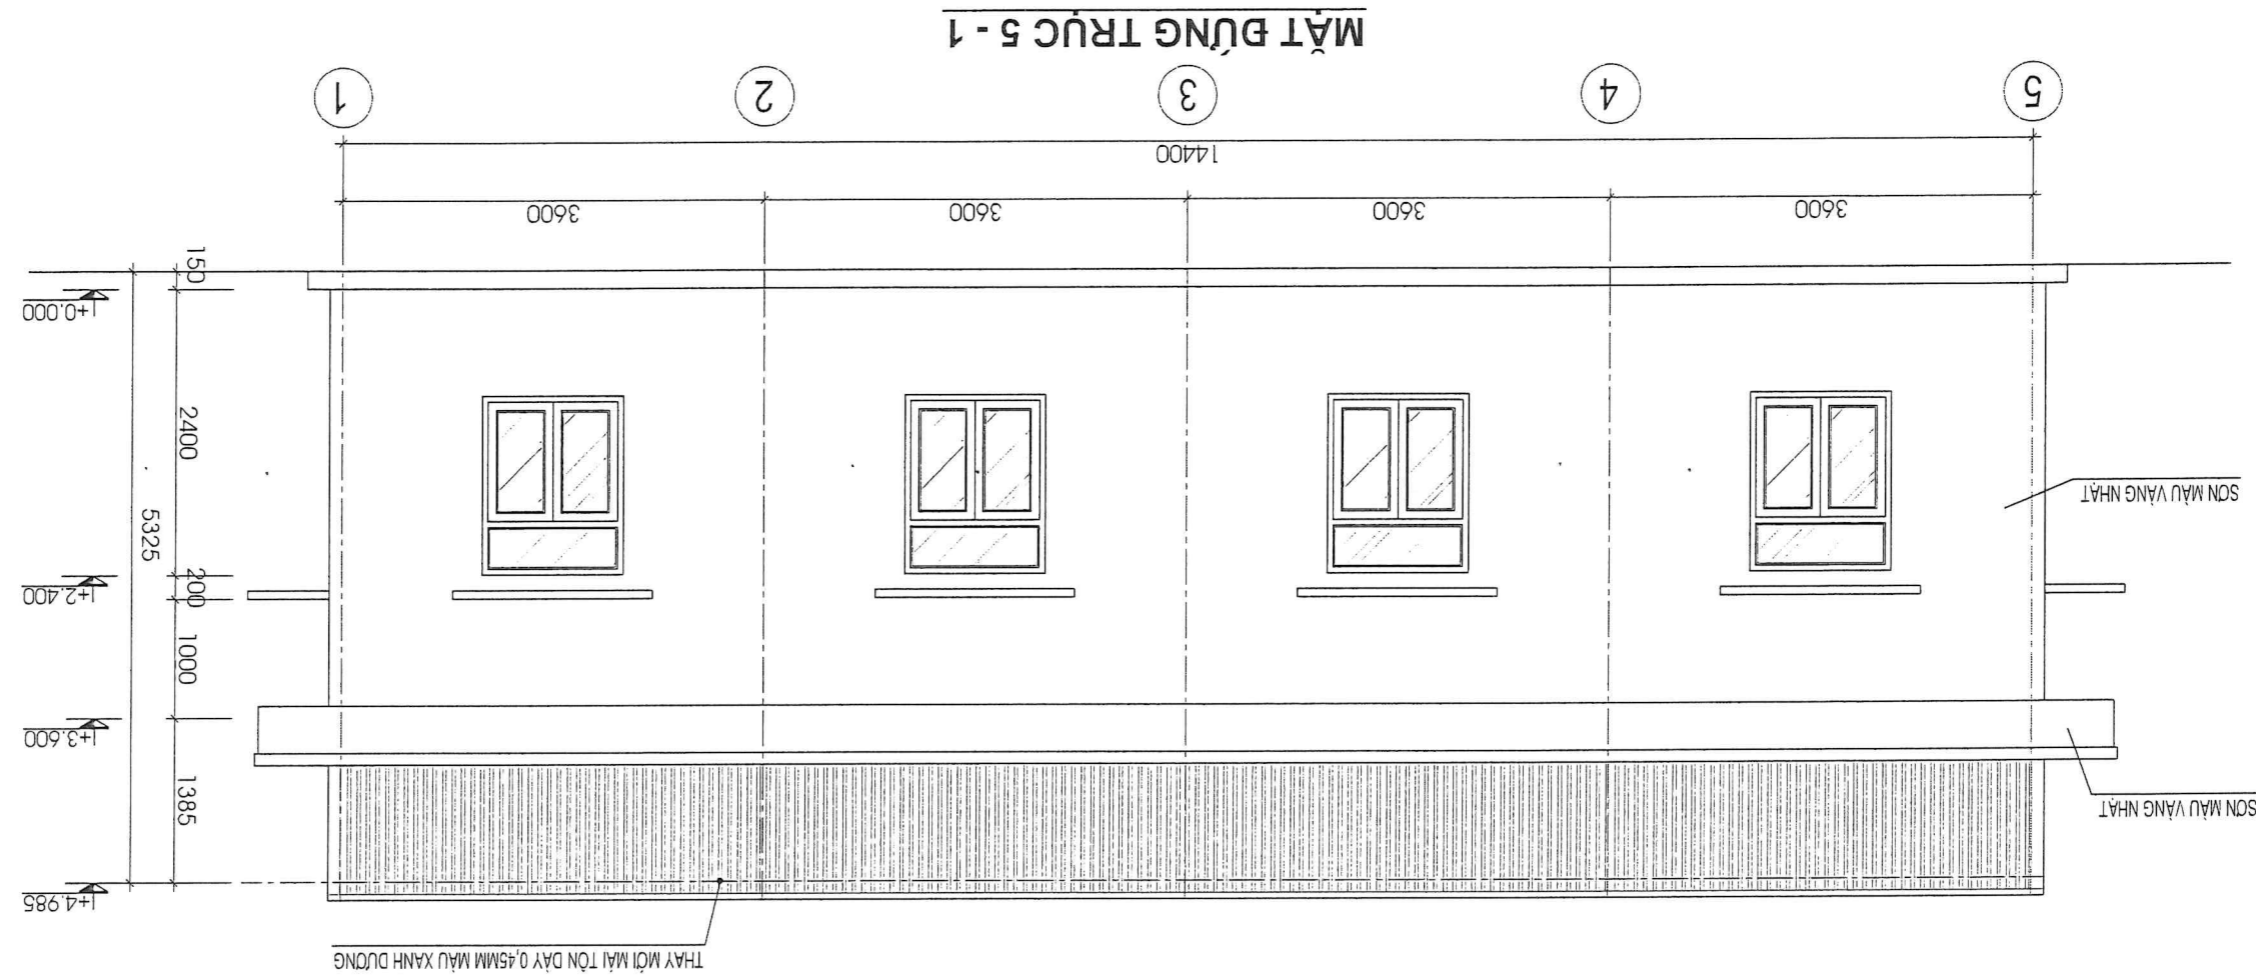 THAY MỚI MÁI TÔN DÀY 0,45MM MÀU XANH DƯƠNG
+4.985
SƠN MÀU VÀNG NHẠT
1385
+3.600
1000
5325
200
+2.400
SƠN MÀU VÀNG NHẠT
2400
+0.000
150
3600 3600 3600 3600
14400
5 4 3 2 1
MẶT ĐỨNG TRỤC 5 - 1